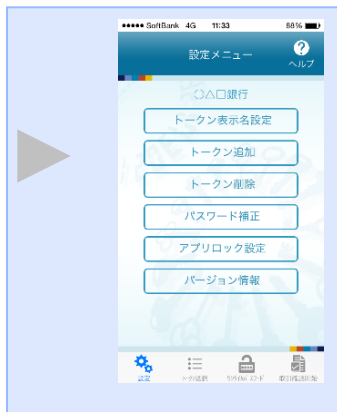 ●●●●● SoftBank 4G 11:33 88%
設定メニュー
?
ヘルプ
〇△□銀行
トークン表示名設定
トークン追加
トークン削除
パスワード補正
アプリロック設定
バージョン情報
設定